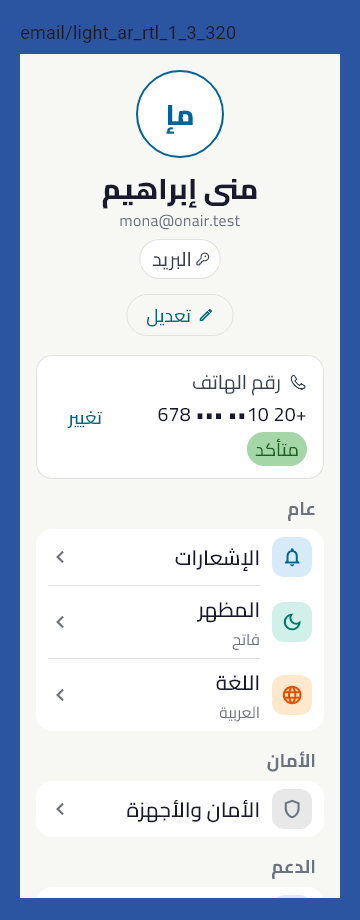 email/light_ar_rtl_1_3_320
مإ
منى إبراهيم
mona@onair.test
البريد
تعديل
رقم الهاتف
+20 10•• ••• 678
تغيير
متأكد
عام
الإشعارات
المظهر
فاتح
اللغة
العربية
الأمان
الأمان والأجهزة
الدعم